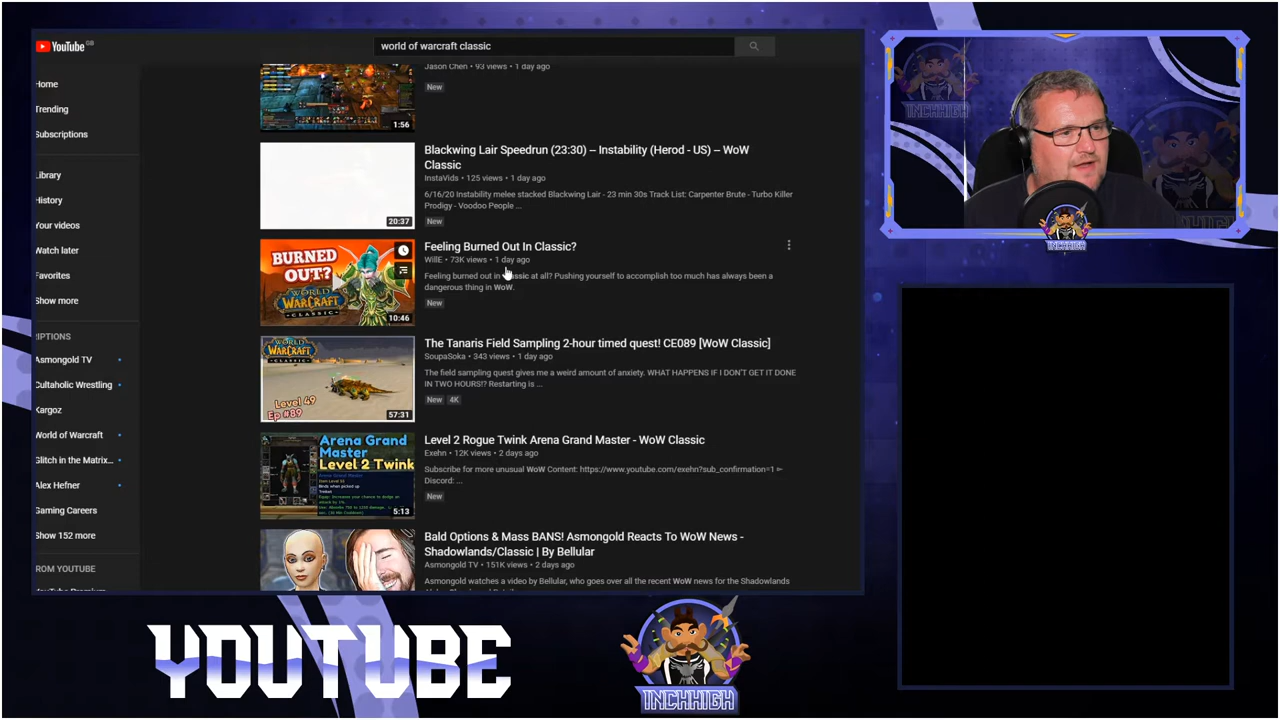 YouTube GB
world of warcraft classic
Home
Trending
Subscriptions
Library
History
Your videos
Watch later
Favorites
Show more
IPTIONS
Asmongold TV
Cultaholic Wrestling
Kargoz
World of Warcraft
Glitch in the Matrix...
Alex Hefner
Gaming Careers
Show 152 more
ROM YOUTUBE
Jason Chen • 93 views • 1 day ago
New
1:56
Blackwing Lair Speedrun (23:30) -- Instability (Herod - US) -- WoW
Classic
InstaVids • 125 views • 1 day ago
6/16/20 Instability melee stacked Blackwing Lair - 23 min 30s Track List: Carpenter Brute - Turbo Killer
Prodigy - Voodoo People ...
New
20:37
BURNED
OUT?
WORLD
WARCRAFT
CLASSIC
10:46
Feeling Burned Out In Classic?
WillE • 73K views • 1 day ago
Feeling burned out in classic at all? Pushing yourself to accomplish too much has always been a
dangerous thing in WoW.
New
WARCRAFT
Level 49
Ep #89
57:31
The Tanaris Field Sampling 2-hour timed quest! CE089 [WoW Classic]
SoupaSoka • 343 views • 1 day ago
The field sampling quest gives me a weird amount of anxiety. WHAT HAPPENS IF I DON'T GET IT DONE
IN TWO HOURS!? Restarting is ...
New 4K
Arena Grand
Master
Level 2 Twink
Arena Grand Master
5:13
Level 2 Rogue Twink Arena Grand Master - WoW Classic
Exehn • 12K views • 2 days ago
Subscribe for more unusual WoW Content: https://www.youtube.com/exehn?sub_confirmation=1
Discord: ...
New
Bald Options & Mass BANS! Asmongold Reacts To WoW News -
Shadowlands/Classic | By Bellular
Asmongold TV • 151K views • 2 days ago
Asmongold watches a video by Bellular, who goes over all the recent WoW news for the Shadowlands
INCHHIGH
YOUTUBE
INCHHIGH